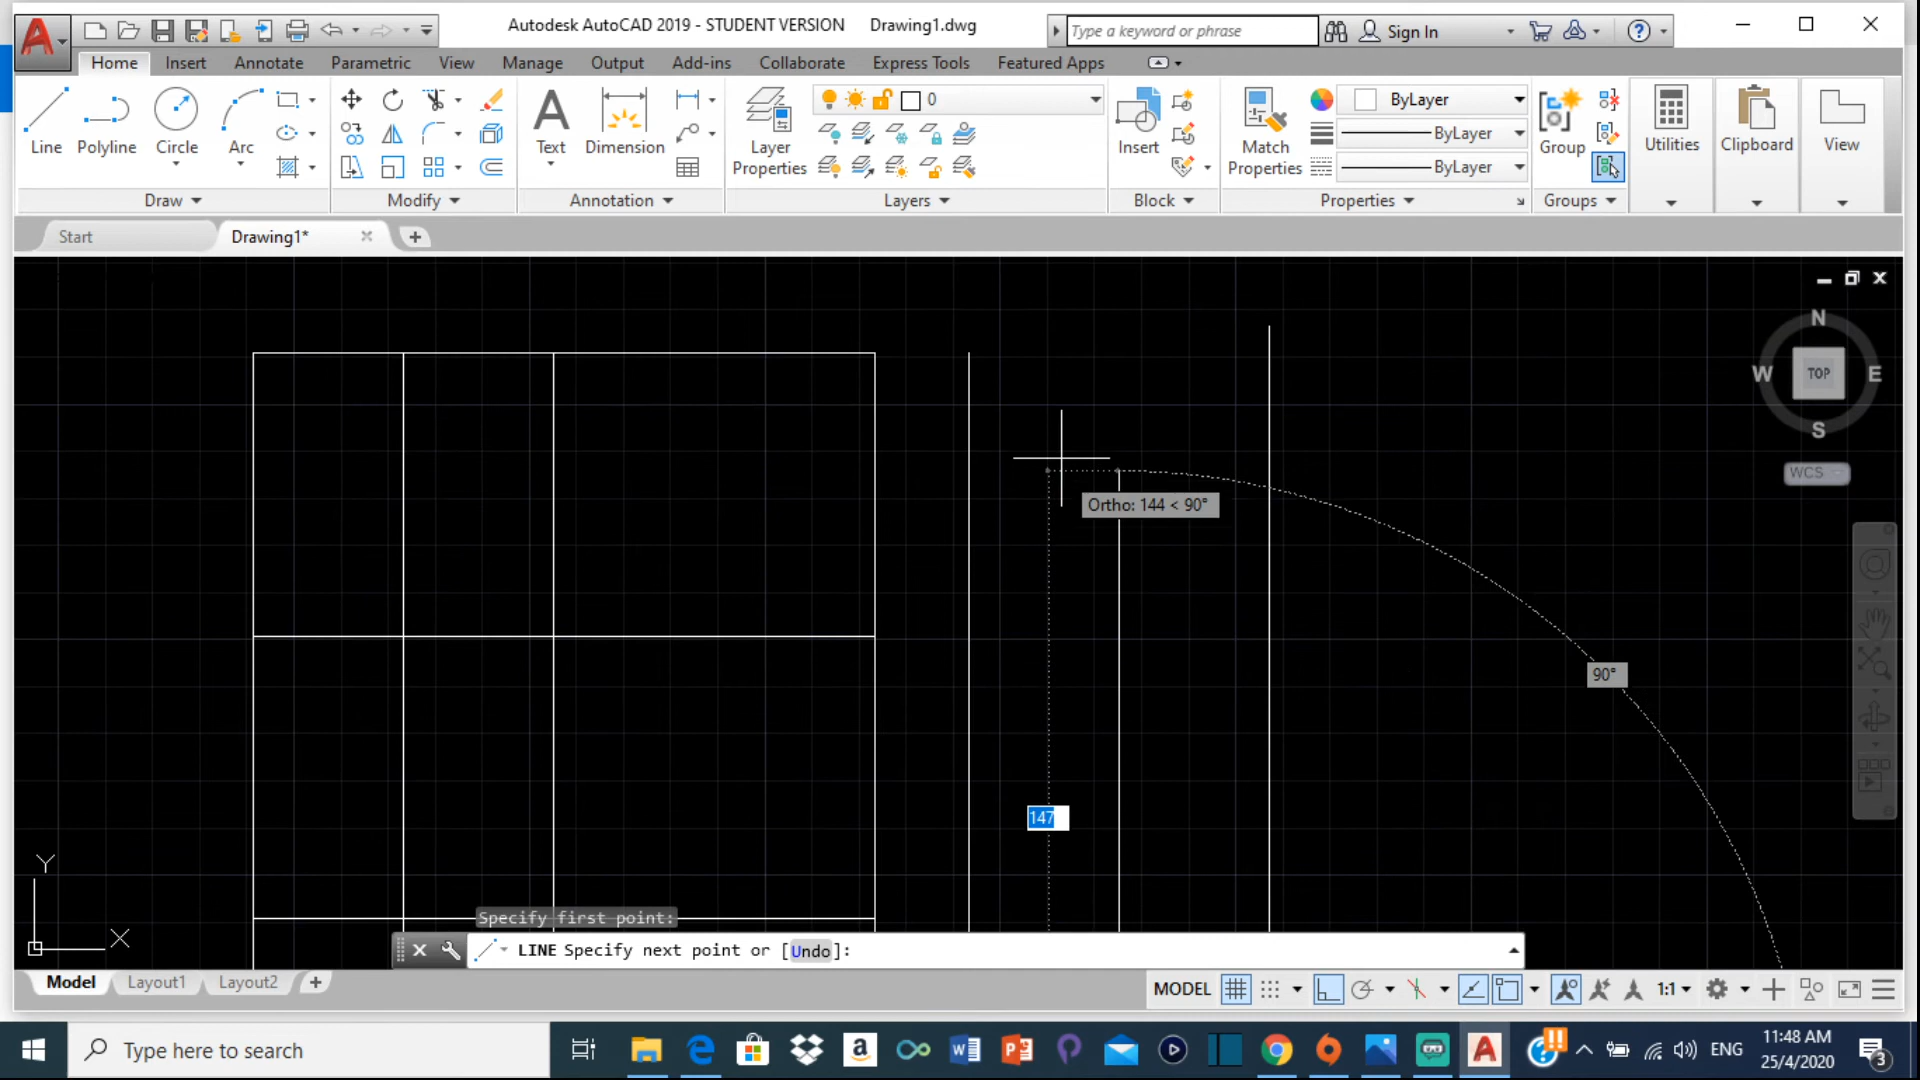 Autodesk AutoCAD 2019 - STUDENT VERSION Drawing1.dwg
Type a keyword or phrase
Sign In
Home Insert Annotate Parametric View Manage Output Add-ins Collaborate Express Tools Featured Apps
0
ByLayer
ByLayer
ByLayer
Line Polyline Circle Arc
Text Dimension
Layer Properties
Insert
Match Properties
Group
Utilities
Clipboard
View
Draw Modify Annotation Layers Block Properties Groups
Start Drawing1*
N
W TOP E
S
WCS
Ortho: 144 < 90°
90°
147
Y
X
Specify first point:
LINE Specify next point or [Undo]:
Model Layout1 Layout2
MODEL 1:1
Type here to search
ENG
11:48 AM
25/4/2020
3